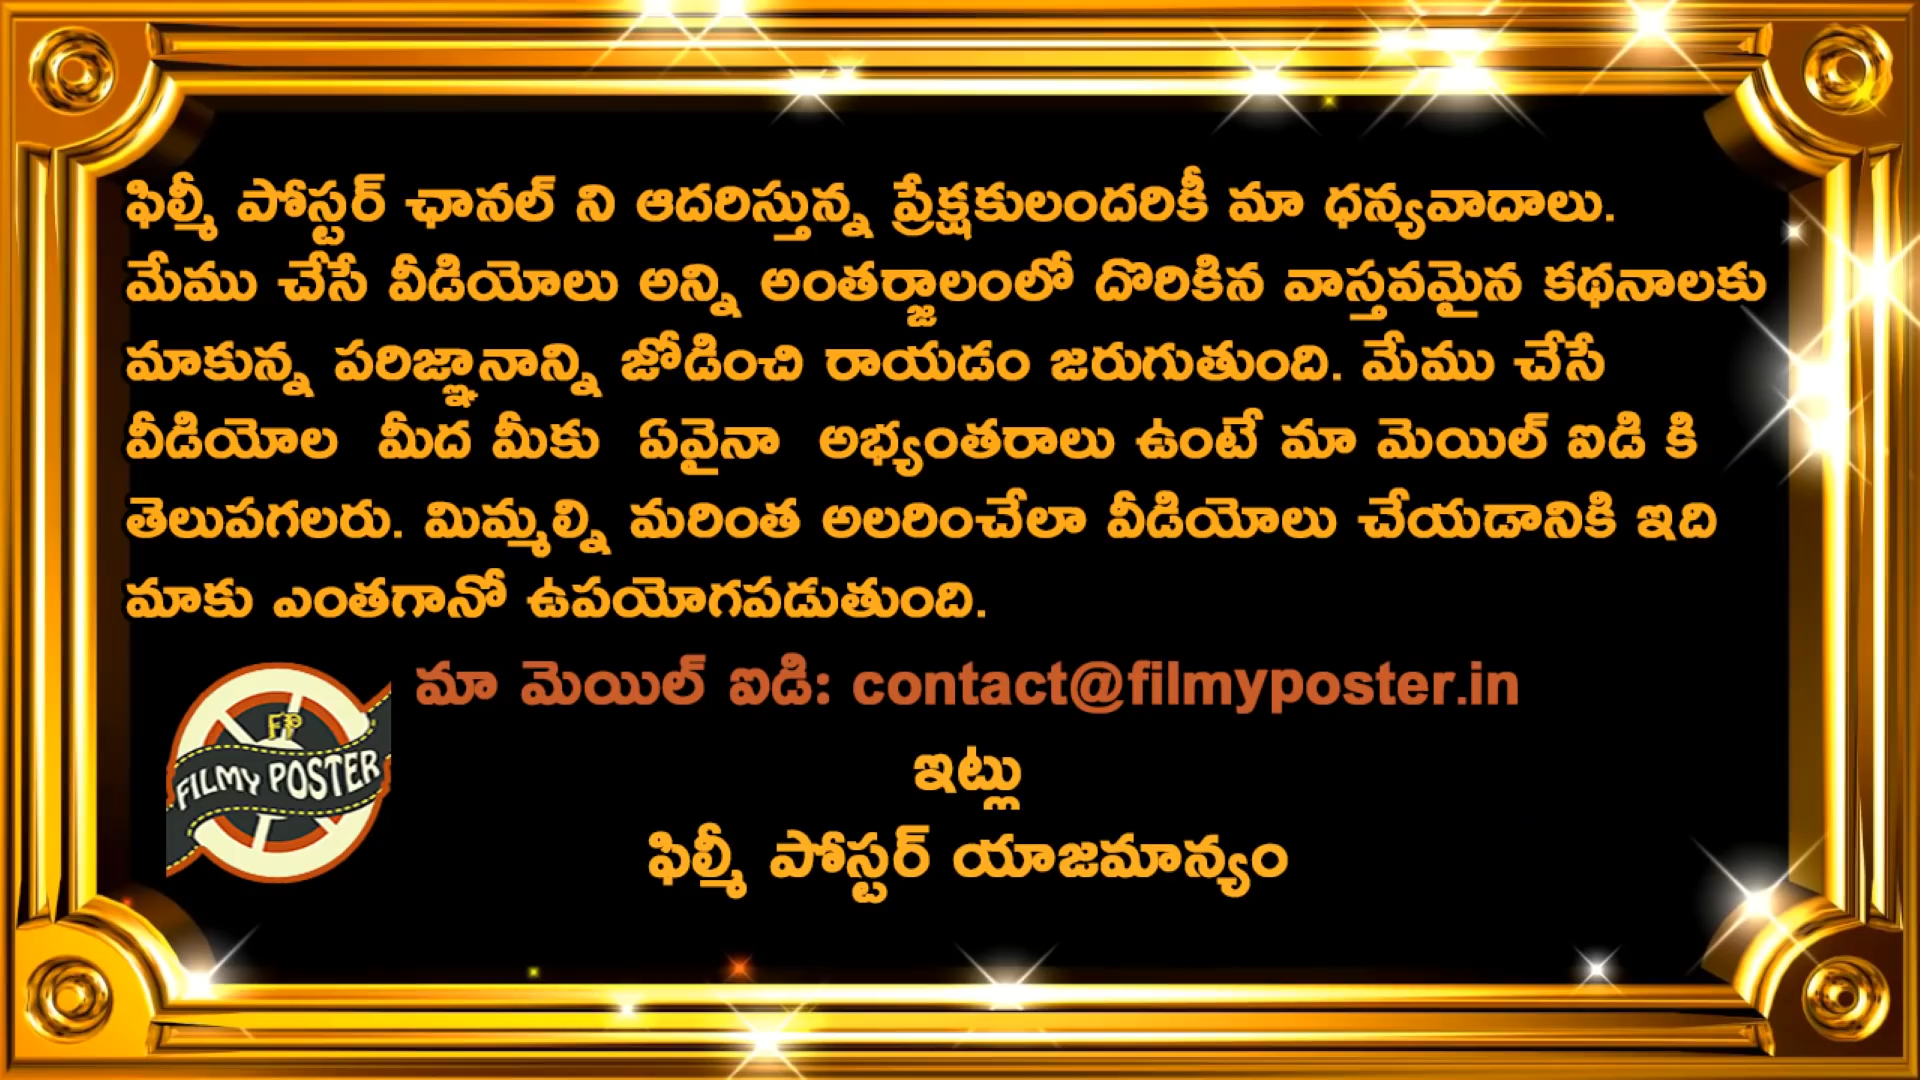 ఫిల్మీ పోస్టర్ ఛానల్ ని ఆదరిస్తున్న ప్రేక్షకులందరికీ మా ధన్యవాదాలు.
మేము చేసే వీడియోలు అన్ని అంతర్జాలంలో దొరికిన వాస్తవమైన కథనాలకు
మాకున్న పరిజ్ఞానాన్ని జోడించి రాయడం జరుగుతుంది. మేము చేసే
వీడియోల మీద మీకు ఏవైనా అభ్యంతరాలు ఉంటే మా మెయిల్ ఐడి కి
తెలుపగలరు. మిమ్మల్ని మరింత అలరించేలా వీడియోలు చేయడానికి ఇది
మాకు ఎంతగానో ఉపయోగపడుతుంది.
మా మెయిల్ ఐడి: contact@filmyposter.in
FP
FILMY POSTER
ఇట్లు
ఫిల్మీ పోస్టర్ యాజమాన్యం